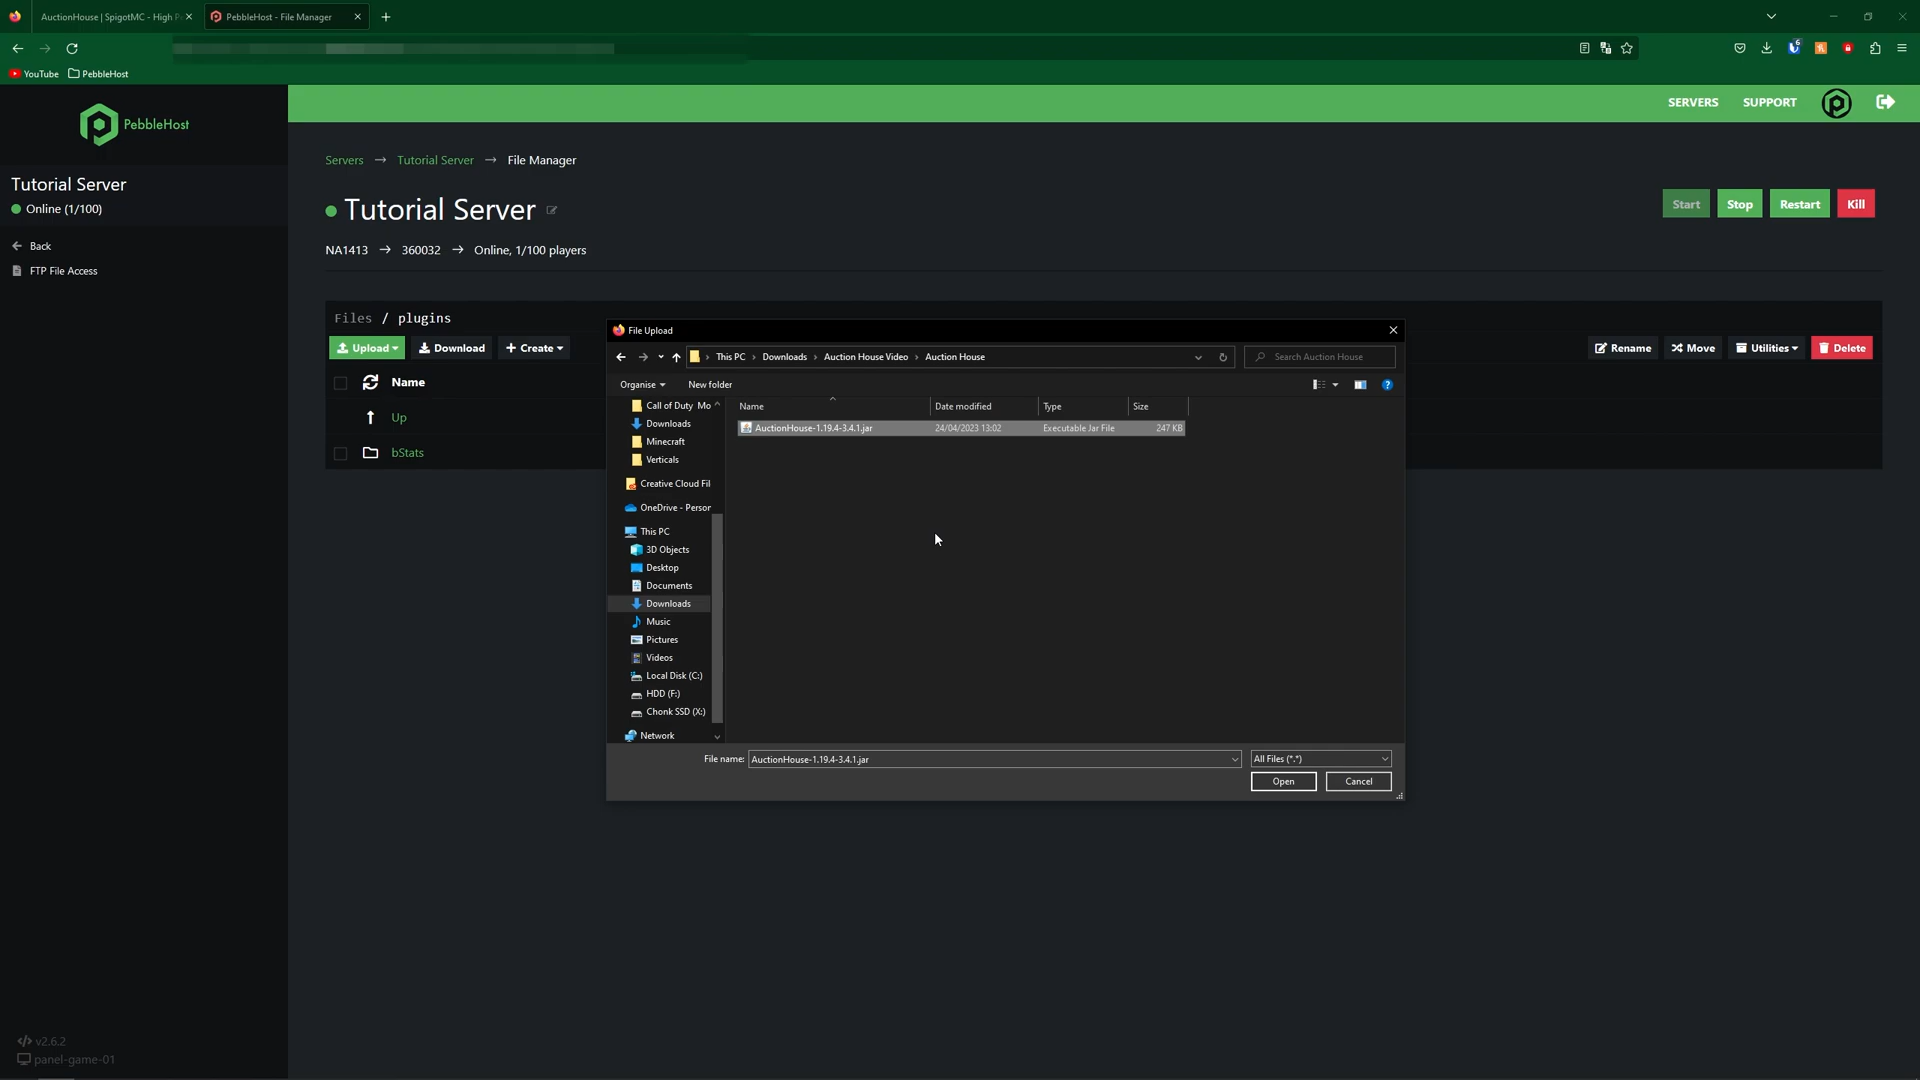 AuctionHouse | SpigotMC - High P
PebbleHost - File Manager
YouTube
PebbleHost
6
PebbleHost
SERVERS
SUPPORT
Tutorial Server
Online (1/100)
Back
FTP File Access
Servers → Tutorial Server → File Manager
Tutorial Server
Start
Stop
Restart
Kill
NA1413 → 360032 → Online, 1/100 players
Files / plugins
Upload
Download
+ Create
Rename
Move
Utilities
Delete
Name
Up
bStats
File Upload
This PC › Downloads › Auction House Video › Auction House
Search Auction House
Organise
New folder
Name
Date modified
Type
Size
AuctionHouse-1.19.4-3.4.1.jar
24/04/2023 13:02
Executable Jar File
247 KB
Call of Duty Mo
Downloads
Minecraft
Verticals
Creative Cloud Fil
OneDrive - Person
This PC
3D Objects
Desktop
Documents
Downloads
Music
Pictures
Videos
Local Disk (C:)
HDD (F:)
Chonk SSD (X:)
Network
File name: AuctionHouse-1.19.4-3.4.1.jar
All Files (*.*)
Open
Cancel
v2.6.2
panel-game-01